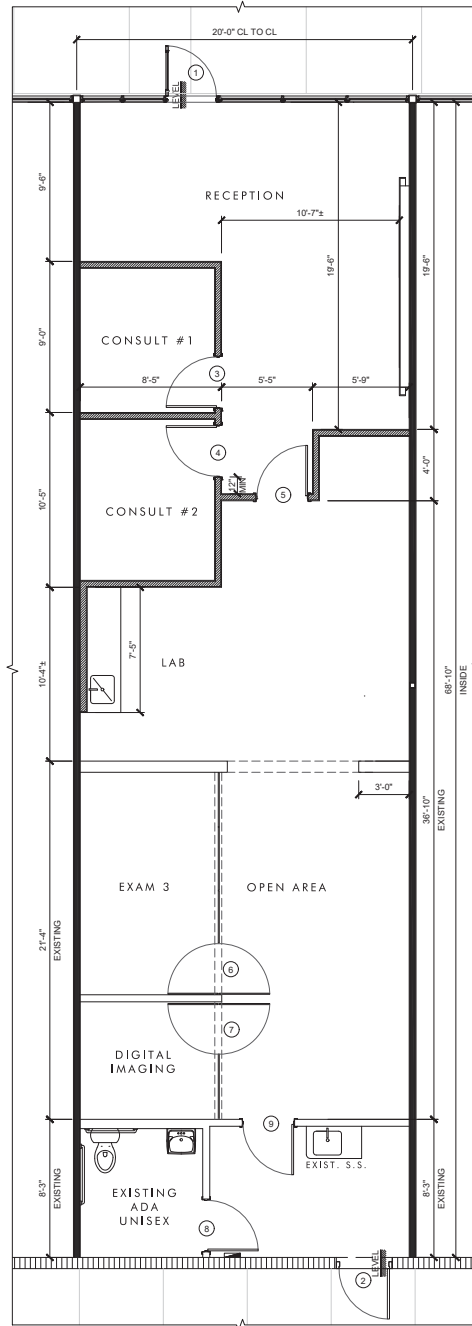 20'-0" CL TO CL
1
LEVEL
RECEPTION
9'-6"
10'-7"±
19'-6"
19'-6"
CONSULT #1
9'-0"
3
8'-5"
5'-5"
5'-9"
4
12"
MIN
5
4'-0"
CONSULT #2
10'-5"
7'-5"
LAB
10'-4"±
68'-10"
INSIDE
3'-0"
36'-10"
EXISTING
EXAM 3
OPEN AREA
21'-4"
EXISTING
6
7
DIGITAL
IMAGING
9
EXIST. S.S.
8'-3"
EXISTING
EXISTING
ADA
UNISEX
8
8'-3"
EXISTING
LEVEL
2